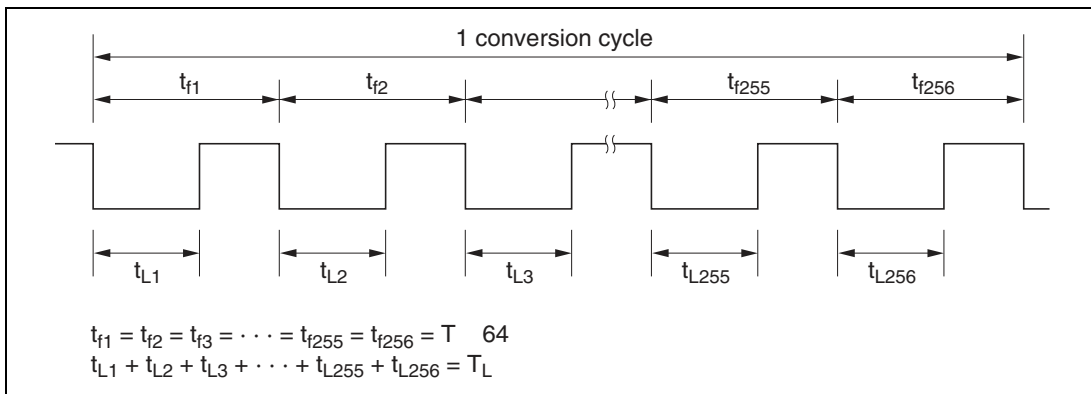 1 conversion cycle
tf1 tf2 tf255 tf256
tL1 tL2 tL3 tL255 tL256
tf1 = tf2 = tf3 = · · · = tf255 = tf256 = T 64
tL1 + tL2 + tL3 + · · · + tL255 + tL256 = TL